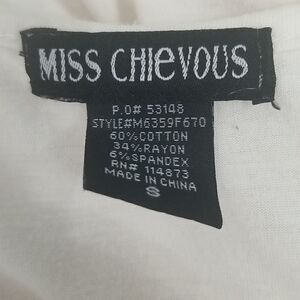 MISS CHIeVOUS
P.O# 53148
STYLE#M6359F670
60%COTTON
34%RAYON
6%SPANDEX
RN# 114873
MADE IN CHINA
S